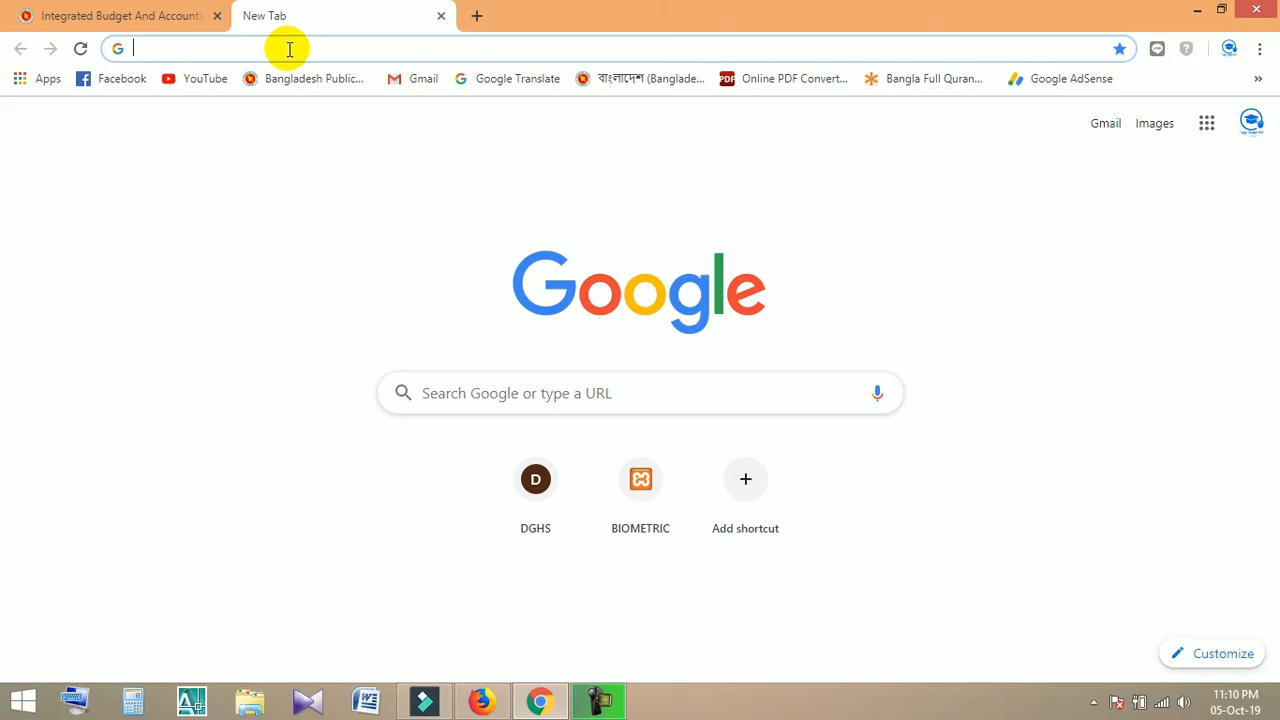 Integrated Budget And Accounti
New Tab
Apps
Facebook
YouTube
Bangladesh Public...
Gmail
Google Translate
বাংলাদেশ (Banglade...
PDF
Online PDF Convert...
Bangla Full Quran...
Google AdSense
»
Gmail
Images
Google
Search Google or type a URL
D
DGHS
BIOMETRIC
Add shortcut
Customize
11:10 PM
05-Oct-19